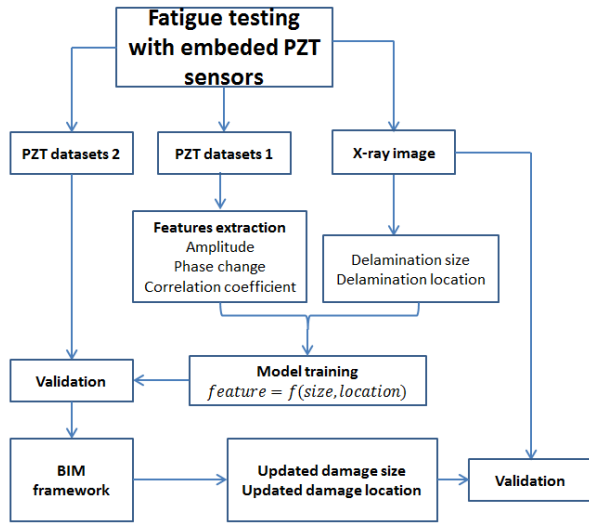 Fatigue testing
with embeded PZT
sensors
PZT datasets 2
PZT datasets 1
X-ray image
Features extraction
Amplitude
Phase change
Correlation coefficient
Delamination size
Delamination location
Model training
feature = f(size, location)
Validation
BIM
framework
Updated damage size
Updated damage location
Validation